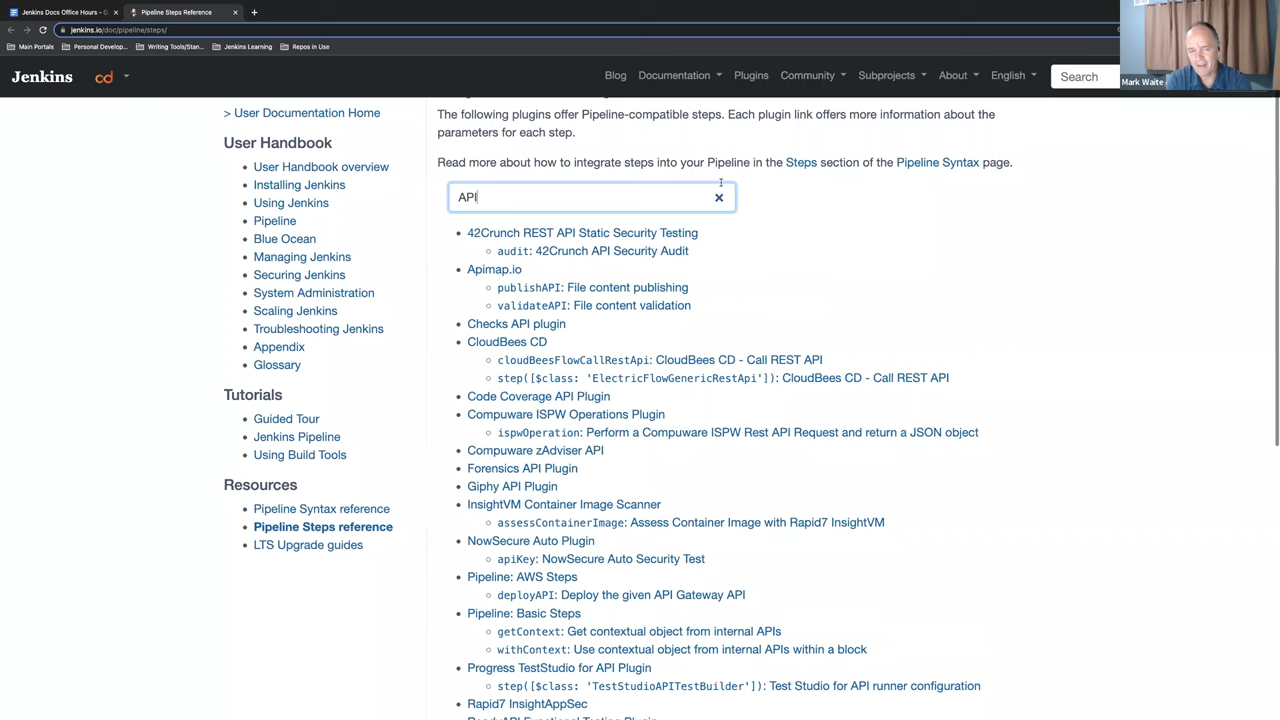 Jenkins Docs Office Hours – G
Pipeline Steps Reference
jenkins.io/doc/pipeline/steps/
Main Portals
Personal Develop...
Writing Tools/Stan...
Jenkins Learning
Repos in Use
Jenkins
cd
Blog
Documentation
Plugins
Community
Subprojects
About
English
Search
Mark Waite
> User Documentation Home
User Handbook
User Handbook overview
Installing Jenkins
Using Jenkins
Pipeline
Blue Ocean
Managing Jenkins
Securing Jenkins
System Administration
Scaling Jenkins
Troubleshooting Jenkins
Appendix
Glossary
Tutorials
Guided Tour
Jenkins Pipeline
Using Build Tools
Resources
Pipeline Syntax reference
Pipeline Steps reference
LTS Upgrade guides
The following plugins offer Pipeline-compatible steps. Each plugin link offers more information about the
parameters for each step.
Read more about how to integrate steps into your Pipeline in the Steps section of the Pipeline Syntax page.
API
42Crunch REST API Static Security Testing
audit: 42Crunch API Security Audit
Apimap.io
publishAPI: File content publishing
validateAPI: File content validation
Checks API plugin
CloudBees CD
cloudBeesFlowCallRestApi: CloudBees CD - Call REST API
step([$class: 'ElectricFlowGenericRestApi']): CloudBees CD - Call REST API
Code Coverage API Plugin
Compuware ISPW Operations Plugin
ispwOperation: Perform a Compuware ISPW Rest API Request and return a JSON object
Compuware zAdviser API
Forensics API Plugin
Giphy API Plugin
InsightVM Container Image Scanner
assessContainerImage: Assess Container Image with Rapid7 InsightVM
NowSecure Auto Plugin
apiKey: NowSecure Auto Security Test
Pipeline: AWS Steps
deployAPI: Deploy the given API Gateway API
Pipeline: Basic Steps
getContext: Get contextual object from internal APIs
withContext: Use contextual object from internal APIs within a block
Progress TestStudio for API Plugin
step([$class: 'TestStudioAPITestBuilder']): Test Studio for API runner configuration
Rapid7 InsightAppSec
ReadyAPI Functional Testing Plugin